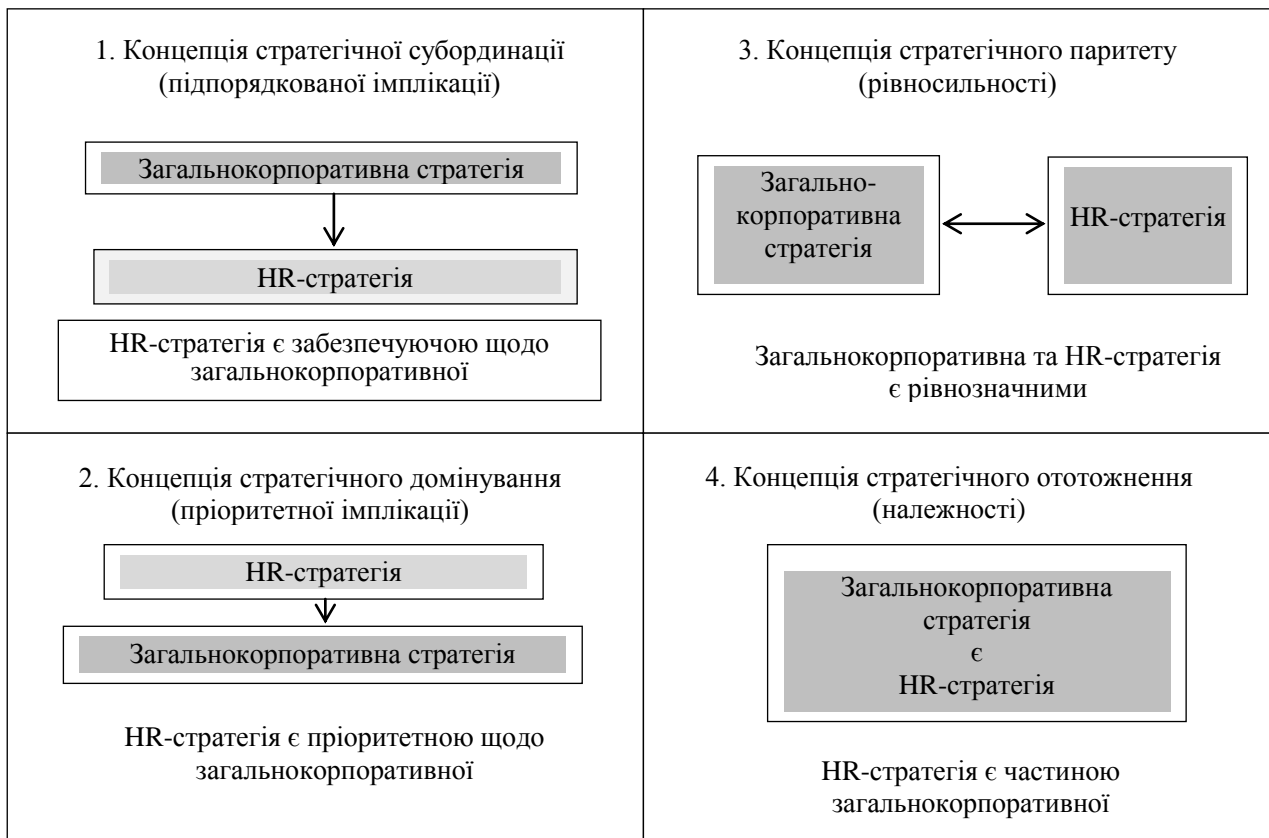 1. Концепція стратегічної субординації
(підпорядкованої імплікації)
Загальнокорпоративна стратегія
HR-стратегія
HR-стратегія є забезпечуючою щодо
загальнокорпоративної
2. Концепція стратегічного домінування
(пріоритетної імплікації)
HR-стратегія
Загальнокорпоративна стратегія
HR-стратегія є пріоритетною щодо
загальнокорпоративної
3. Концепція стратегічного паритету
(рівносильності)
Загально-
корпоративна
стратегія
HR-стратегія
Загальнокорпоративна та HR-стратегія
є рівнозначними
4. Концепція стратегічного ототожнення
(належності)
Загальнокорпоративна
стратегія
є
HR-стратегія
HR-стратегія є частиною
загальнокорпоративної